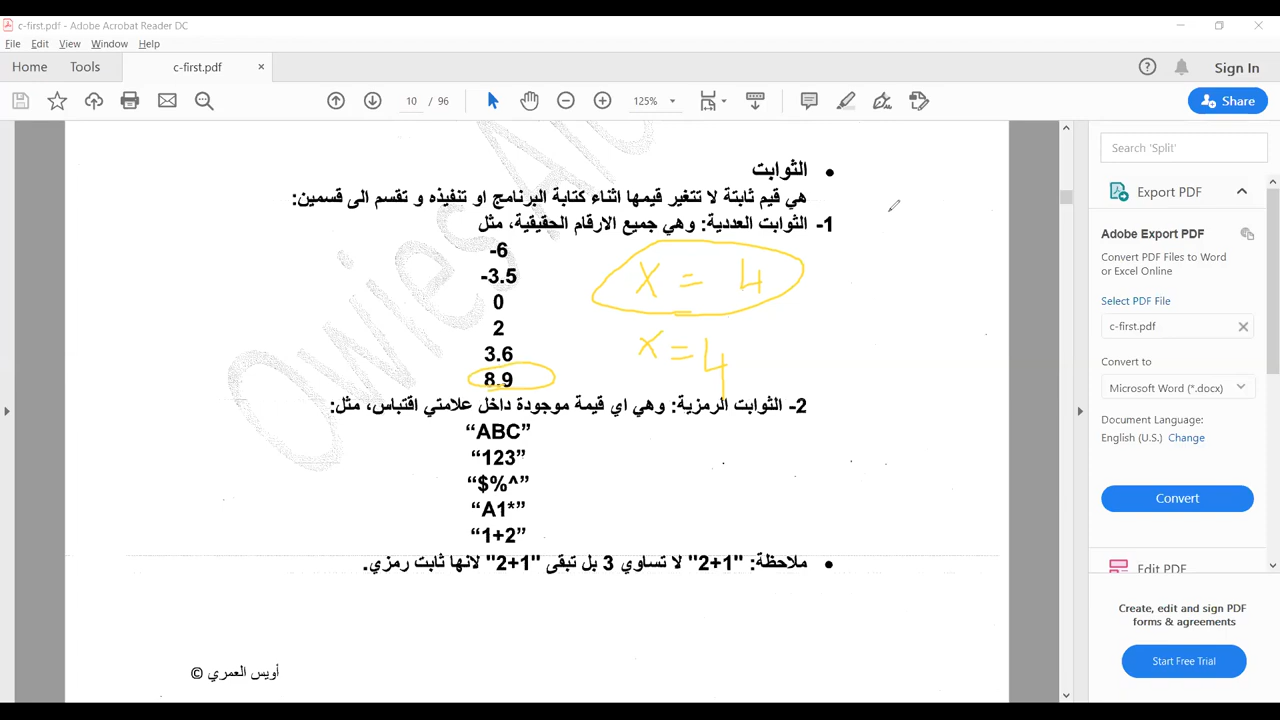 c-first.pdf - Adobe Acrobat Reader DC
File Edit View Window Help
Home Tools c-first.pdf ×
10 / 96 125% Share
Sign In
Owies Al
• الثوابت
هي قيم ثابتة لا تتغير قيمها اثناء كتابة البرنامج او تنفيذه و تقسم الى قسمين:
1- الثوابت العددية: وهي جميع الارقام الحقيقية، مثل
-6
-3.5
0
2
3.6
8.9
x = 4
x = 4
2- الثوابت الرمزية: وهي اي قيمة موجودة داخل علامتي اقتباس، مثل:
“ABC”
“123”
“$%^”
“A1*”
“1+2”
• ملاحظة: "1+2" لا تساوي 3 بل تبقى "1+2" لانها ثابت رمزي.
أويس العمري ©
Search 'Split'
Export PDF
Adobe Export PDF
Convert PDF Files to Word
or Excel Online
Select PDF File
c-first.pdf
Convert to
Microsoft Word (*.docx)
Document Language:
English (U.S.) Change
Convert
Edit PDF
Create, edit and sign PDF
forms & agreements
Start Free Trial